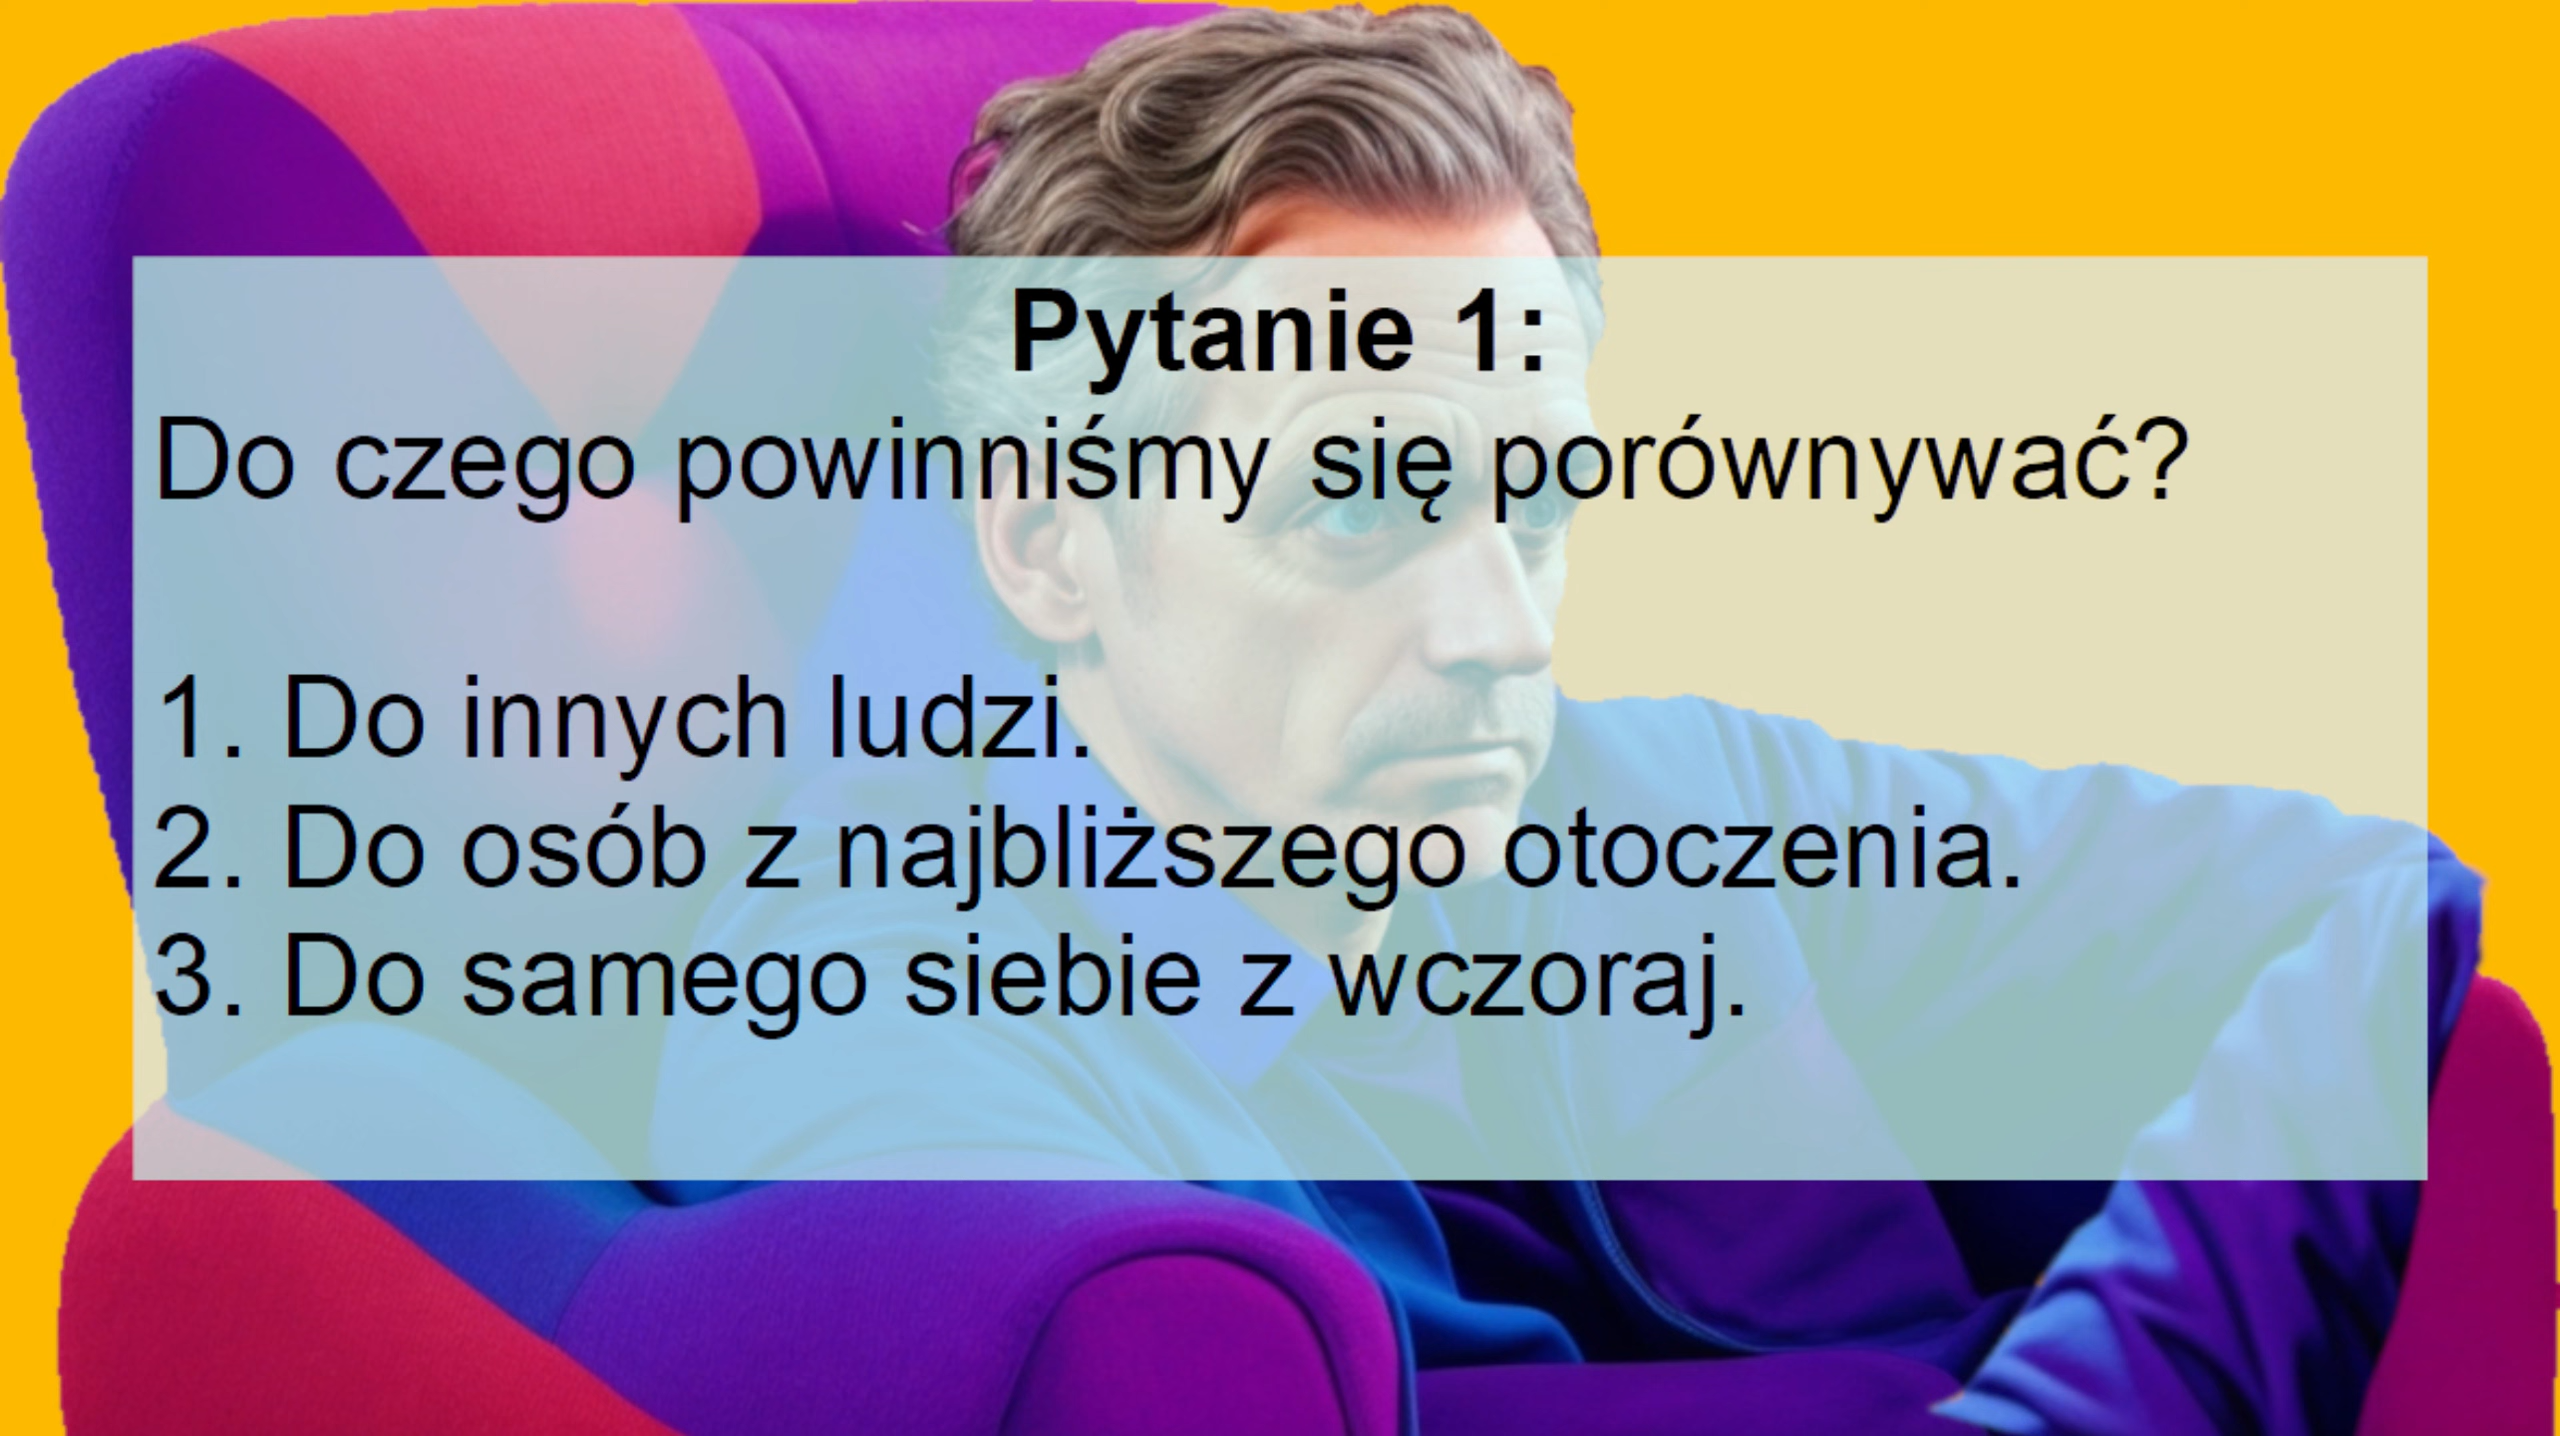 Pytanie 1:
Do czego powinniśmy się porównywać?
1. Do innych ludzi.
2. Do osób z najbliższego otoczenia.
3. Do samego siebie z wczoraj.